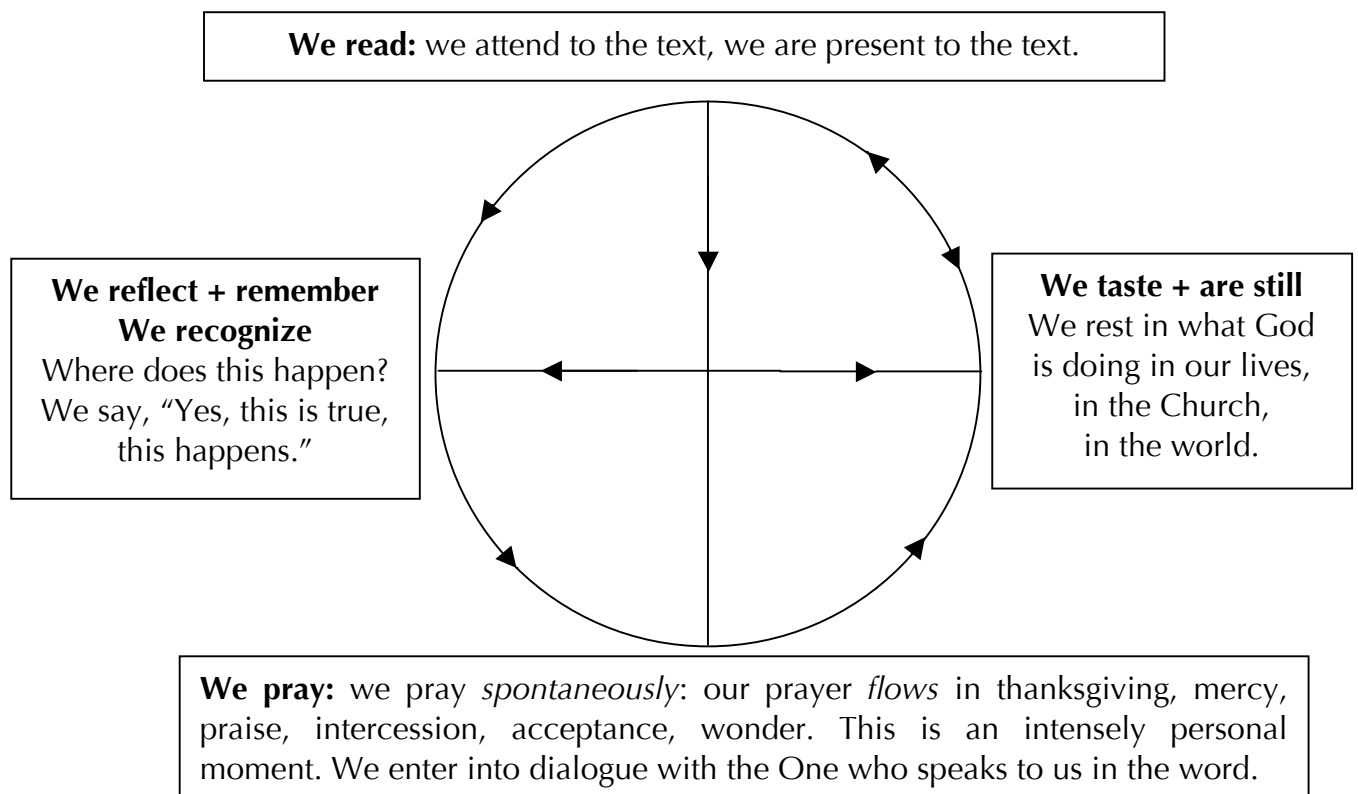 We read: we attend to the text, we are present to the text.
We reflect + remember
We recognize
Where does this happen?
We say, “Yes, this is true,
this happens.”
We taste + are still
We rest in what God
is doing in our lives,
in the Church,
in the world.
We pray: we pray spontaneously: our prayer flows in thanksgiving, mercy,
praise, intercession, acceptance, wonder. This is an intensely personal
moment. We enter into dialogue with the One who speaks to us in the word.